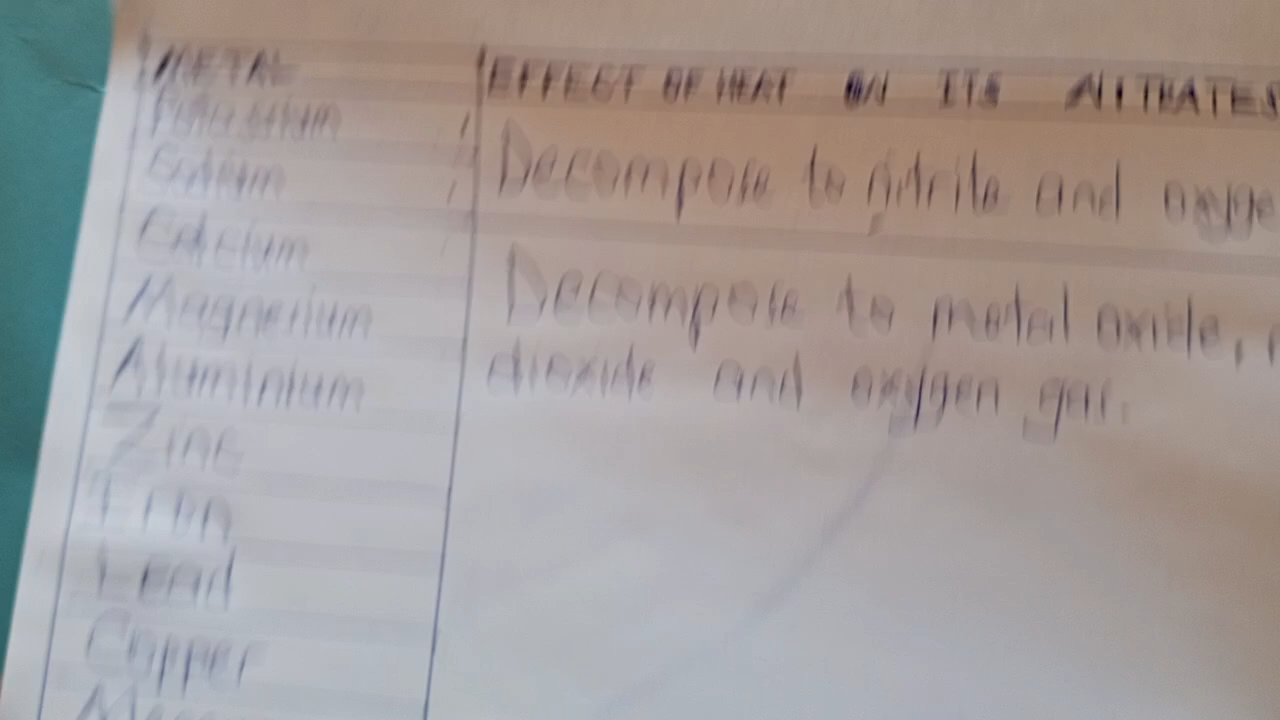 METAL EFFECT OF HEAT ON ITS NITRATES
Potassium
Sodium
Decompose to nitrite and oxyge
Calcium
Magnesium
Decompose to metal oxide,
Aluminium
dioxide and oxygen gas.
Zinc
Iron
Lead
Copper